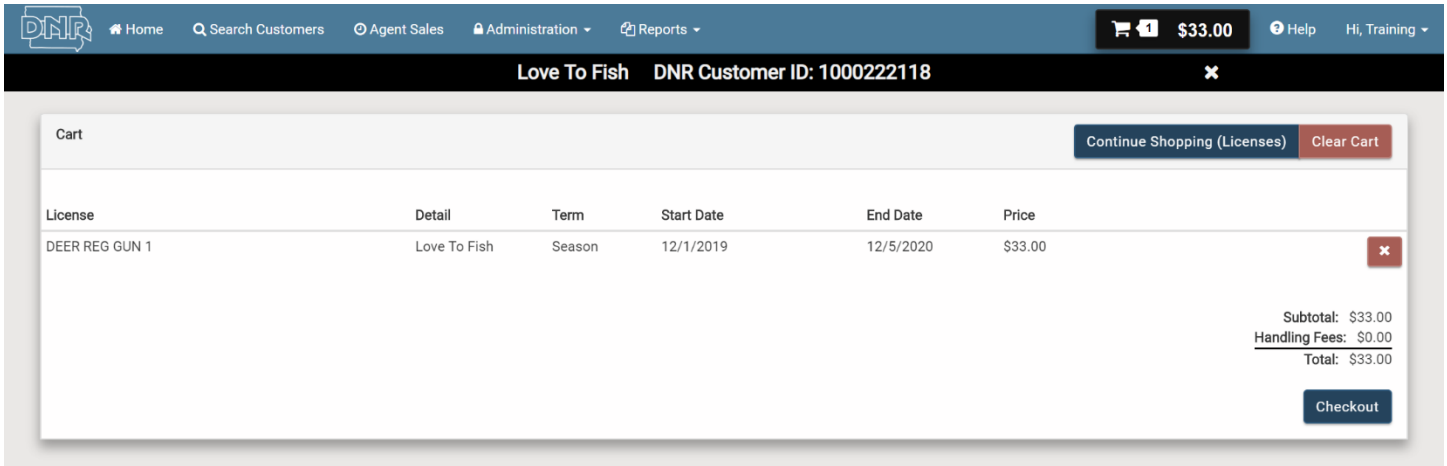 DNR Home Search Customers Agent Sales Administration Reports 1 $33.00 Help Hi, Training
Love To Fish DNR Customer ID: 1000222118
Cart Continue Shopping (Licenses) Clear Cart
License Detail Term Start Date End Date Price
DEER REG GUN 1 Love To Fish Season 12/1/2019 12/5/2020 $33.00
Subtotal: $33.00
Handling Fees: $0.00
Total: $33.00
Checkout